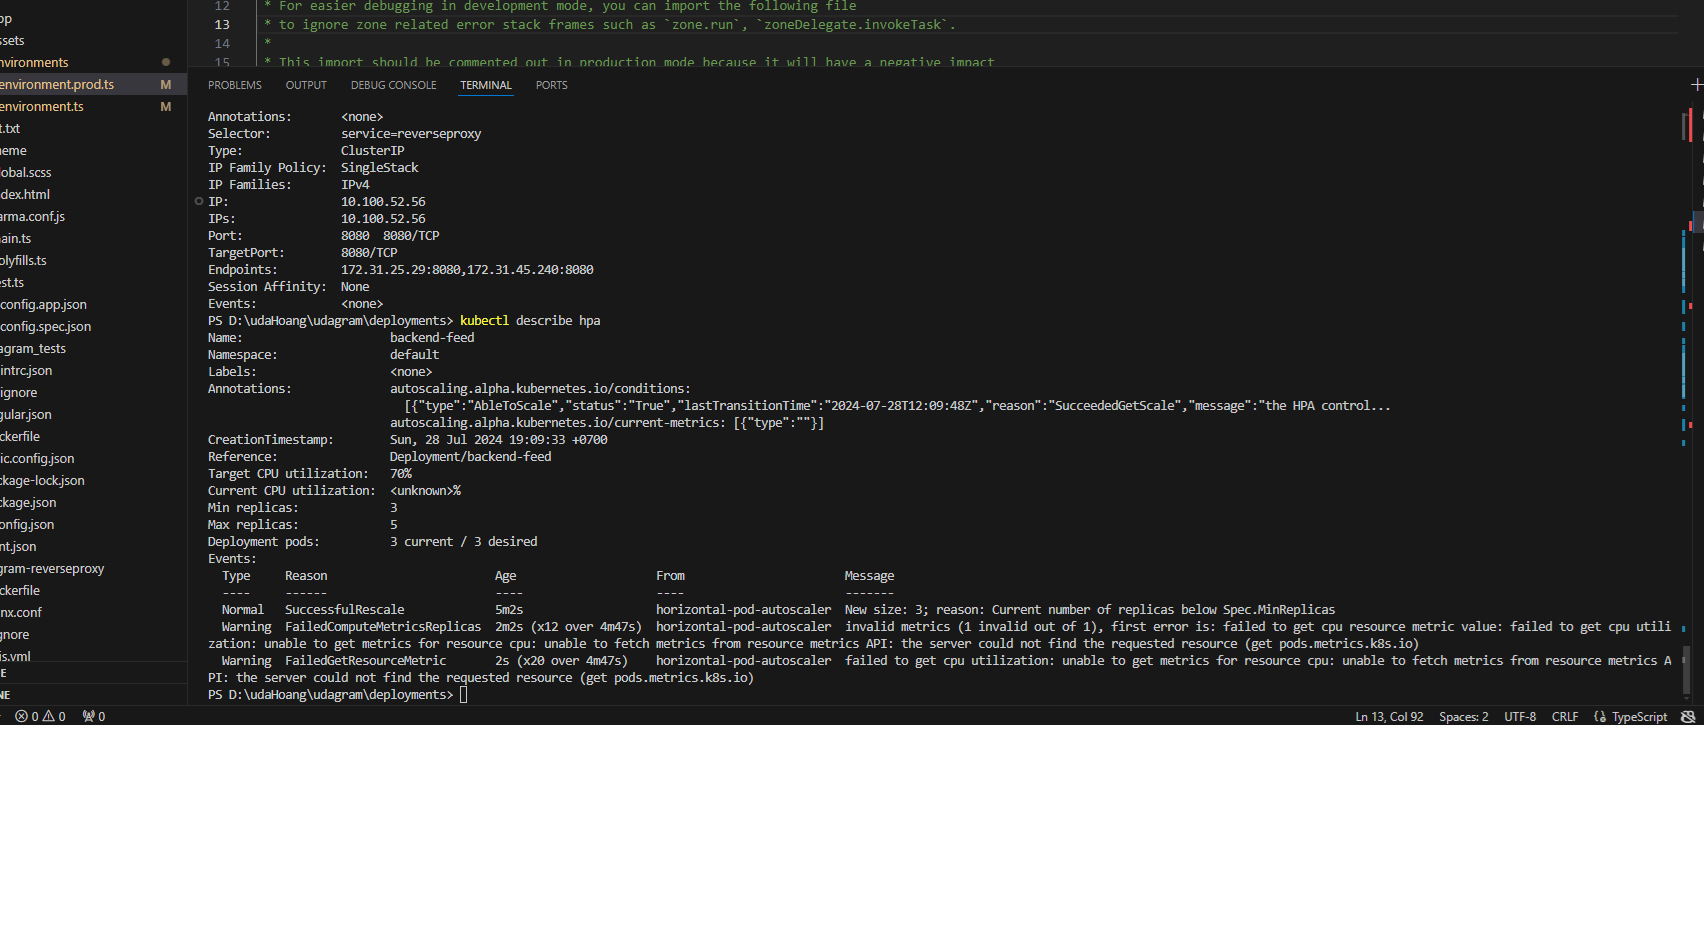 pp
ssets
nvironments
environment.prod.ts M
environment.ts M
t.txt
neme
lobal.scss
dex.html
arma.conf.js
nain.ts
olyfills.ts
est.ts
config.app.json
config.spec.json
agram_tests
intrc.json
ignore
gular.json
ckerfile
ic.config.json
ckage-lock.json
ckage.json
onfig.json
nt.json
gram-reverseproxy
ckerfile
nx.conf
gnore
is.yml
E
NE
12 * For easier debugging in development mode, you can import the following file
13 * to ignore zone related error stack frames such as `zone.run`, `zoneDelegate.invokeTask`.
14 *
15 * This import should be commented out in production mode because it will have a negative impact
PROBLEMS OUTPUT DEBUG CONSOLE TERMINAL PORTS
Annotations: <none>
Selector: service=reverseproxy
Type: ClusterIP
IP Family Policy: SingleStack
IP Families: IPv4
IP: 10.100.52.56
IPs: 10.100.52.56
Port: 8080 8080/TCP
TargetPort: 8080/TCP
Endpoints: 172.31.25.29:8080,172.31.45.240:8080
Session Affinity: None
Events: <none>
PS D:\udaHoang\udagram\deployments> kubectl describe hpa
Name: backend-feed
Namespace: default
Labels: <none>
Annotations: autoscaling.alpha.kubernetes.io/conditions:
[{"type":"AbleToScale","status":"True","lastTransitionTime":"2024-07-28T12:09:48Z","reason":"SucceededGetScale","message":"the HPA control...
autoscaling.alpha.kubernetes.io/current-metrics: [{"type":""}]
CreationTimestamp: Sun, 28 Jul 2024 19:09:33 +0700
Reference: Deployment/backend-feed
Target CPU utilization: 70%
Current CPU utilization: <unknown>%
Min replicas: 3
Max replicas: 5
Deployment pods: 3 current / 3 desired
Events:
Type Reason Age From Message
---- ------ ---- ---- -------
Normal SuccessfulRescale 5m2s horizontal-pod-autoscaler New size: 3; reason: Current number of replicas below Spec.MinReplicas
Warning FailedComputeMetricsReplicas 2m2s (x12 over 4m47s) horizontal-pod-autoscaler invalid metrics (1 invalid out of 1), first error is: failed to get cpu resource metric value: failed to get cpu utili
zation: unable to get metrics for resource cpu: unable to fetch metrics from resource metrics API: the server could not find the requested resource (get pods.metrics.k8s.io)
Warning FailedGetResourceMetric 2s (x20 over 4m47s) horizontal-pod-autoscaler failed to get cpu utilization: unable to get metrics for resource cpu: unable to fetch metrics from resource metrics A
PI: the server could not find the requested resource (get pods.metrics.k8s.io)
PS D:\udaHoang\udagram\deployments>
0 0 0 Ln 13, Col 92 Spaces: 2 UTF-8 CRLF TypeScript